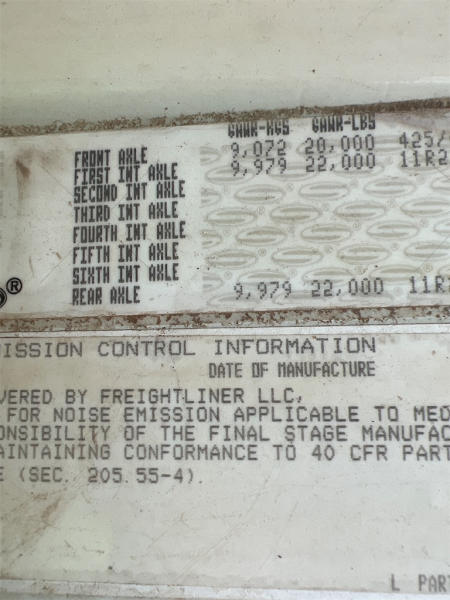 GAWR-KGS GAWR-LBS
FRONT AXLE 9,072 20,000 425/
FIRST INT AXLE 9,979 22,000 11R2
SECOND INT AXLE
THIRD INT AXLE
FOURTH INT AXLE
FIFTH INT AXLE
SIXTH INT AXLE
REAR AXLE 9,979 22,000 11R2
®
MISSION CONTROL INFORMATION
DATE OF MANUFACTURE
VERED BY FREIGHTLINER LLC,
FOR NOISE EMISSION APPLICABLE TO MED
ONSIBILITY OF THE FINAL STAGE MANUFAC
AINTAINING CONFORMANCE TO 40 CFR PART
E (SEC. 205.55-4).
L PAR